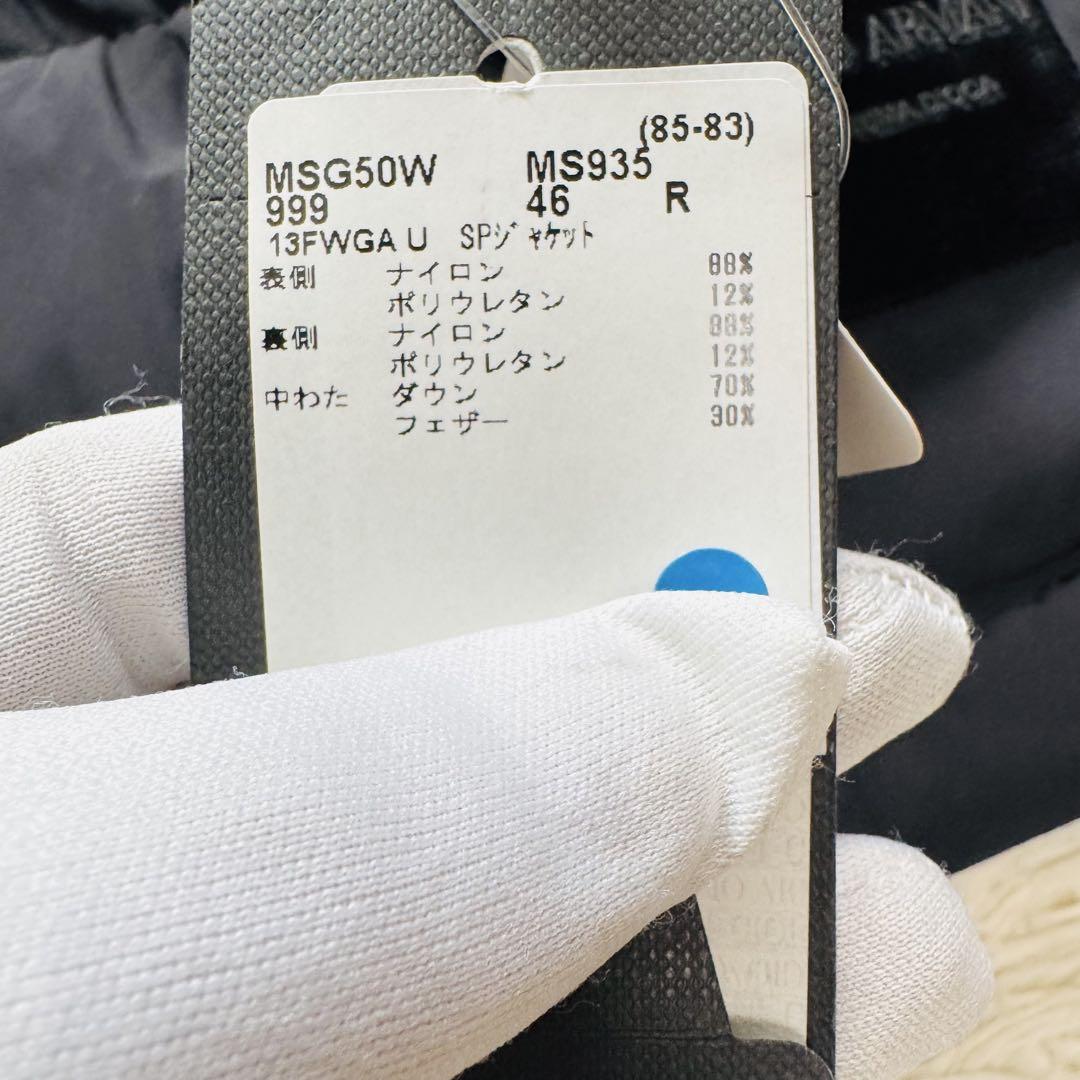 ARMAN
(85-83)
MSG50W MS935
999 46 R
13FWGA U SPｼﾞｬｹｯﾄ
表側 ナイロン 88%
ポリウレタン 12%
裏側 ナイロン 88%
ポリウレタン 12%
中わた ダウン 70%
フェザー 30%